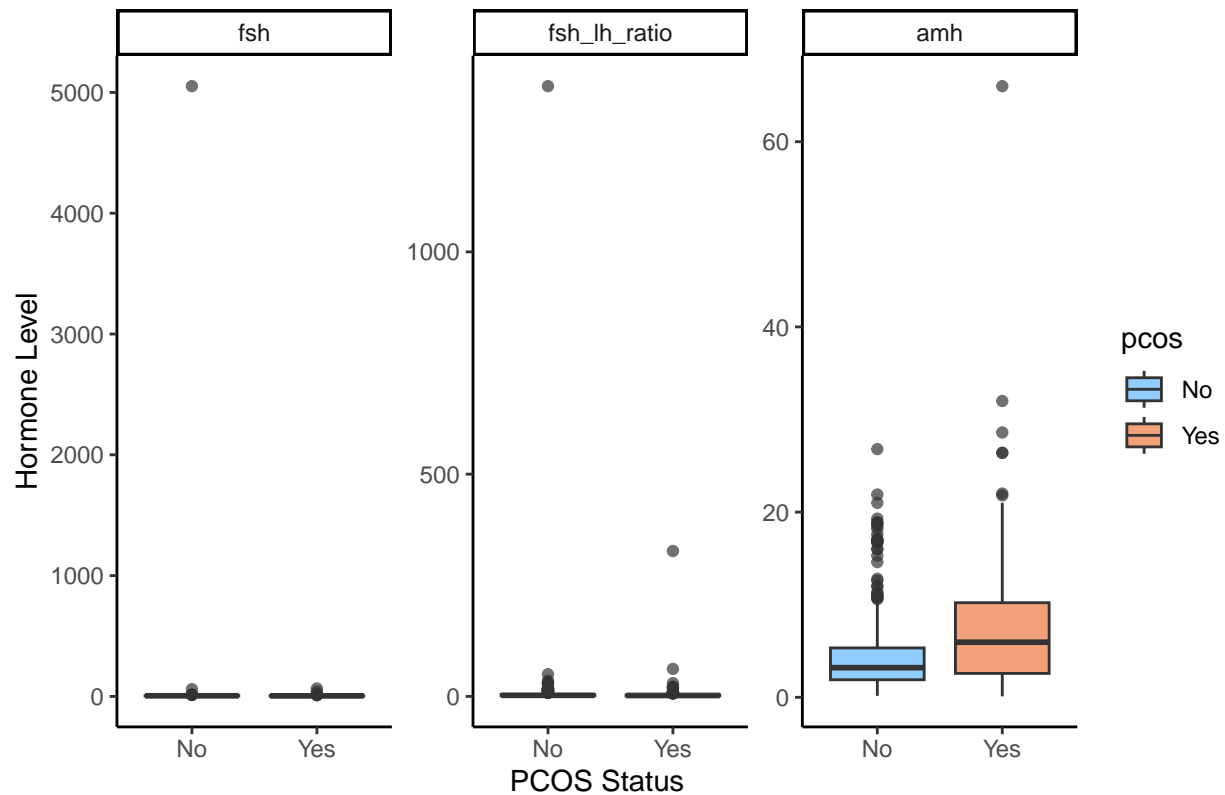 fsh
fsh_lh_ratio
amh
Hormone Level
5000
4000
3000
2000
1000
0
1000
500
0
60
40
20
0
No
Yes
No
Yes
No
Yes
PCOS Status
pcos
No
Yes